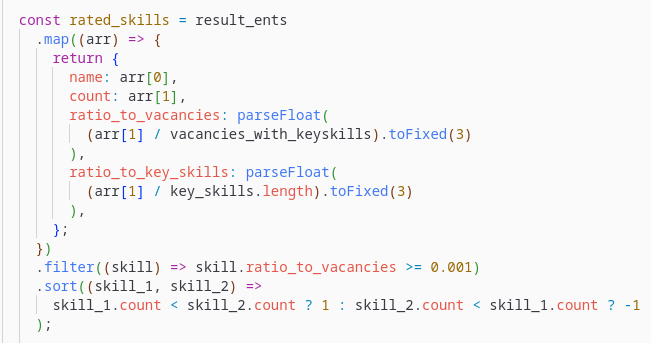 const rated_skills = result_ents
.map((arr) => {
return {
name: arr[0],
count: arr[1],
ratio_to_vacancies: parseFloat(
(arr[1] / vacancies_with_keyskills).toFixed(3)
),
ratio_to_key_skills: parseFloat(
(arr[1] / key_skills.length).toFixed(3)
),
};
})
.filter((skill) => skill.ratio_to_vacancies >= 0.001)
.sort((skill_1, skill_2) =>
skill_1.count < skill_2.count ? 1 : skill_2.count < skill_1.count ? -1
);